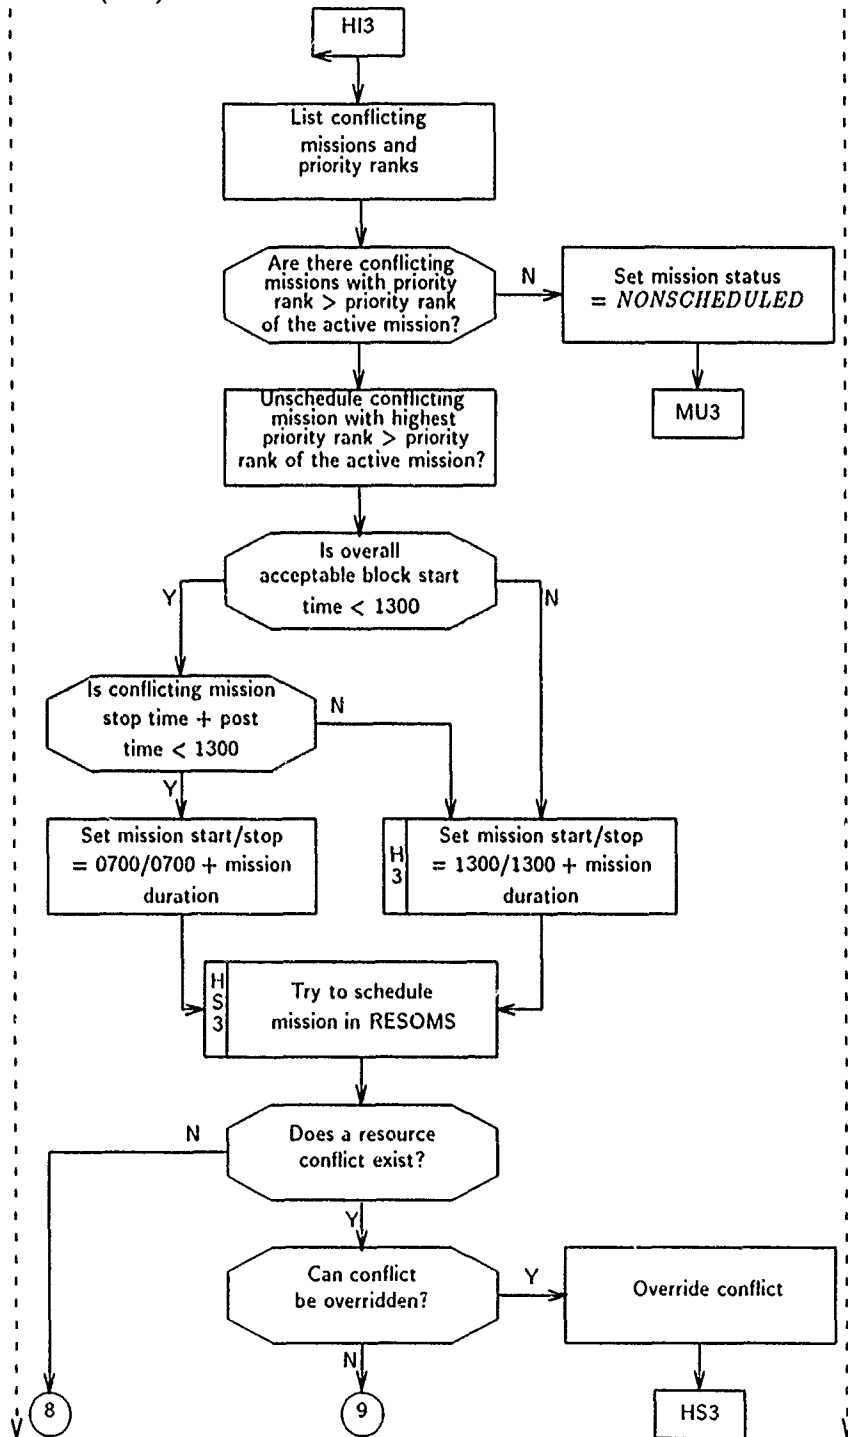 HI3
List conflicting
missions and
priority ranks
Are there conflicting
missions with priority
rank > priority rank
of the active mission?
N
Set mission status
= NONSCHEDULED
MU3
Unschedule conflicting
mission with highest
priority rank > priority
rank of the active mission?
Is overall
acceptable block start
time < 1300
Y
N
Is conflicting mission
stop time + post
time < 1300
N
Y
Set mission start/stop
= 0700/0700 + mission
duration
H
3
Set mission start/stop
= 1300/1300 + mission
duration
H
S
3
Try to schedule
mission in RESOMS
N
Does a resource
conflict exist?
Y
Can conflict
be overridden?
Y
Override conflict
N
8
9
HS3